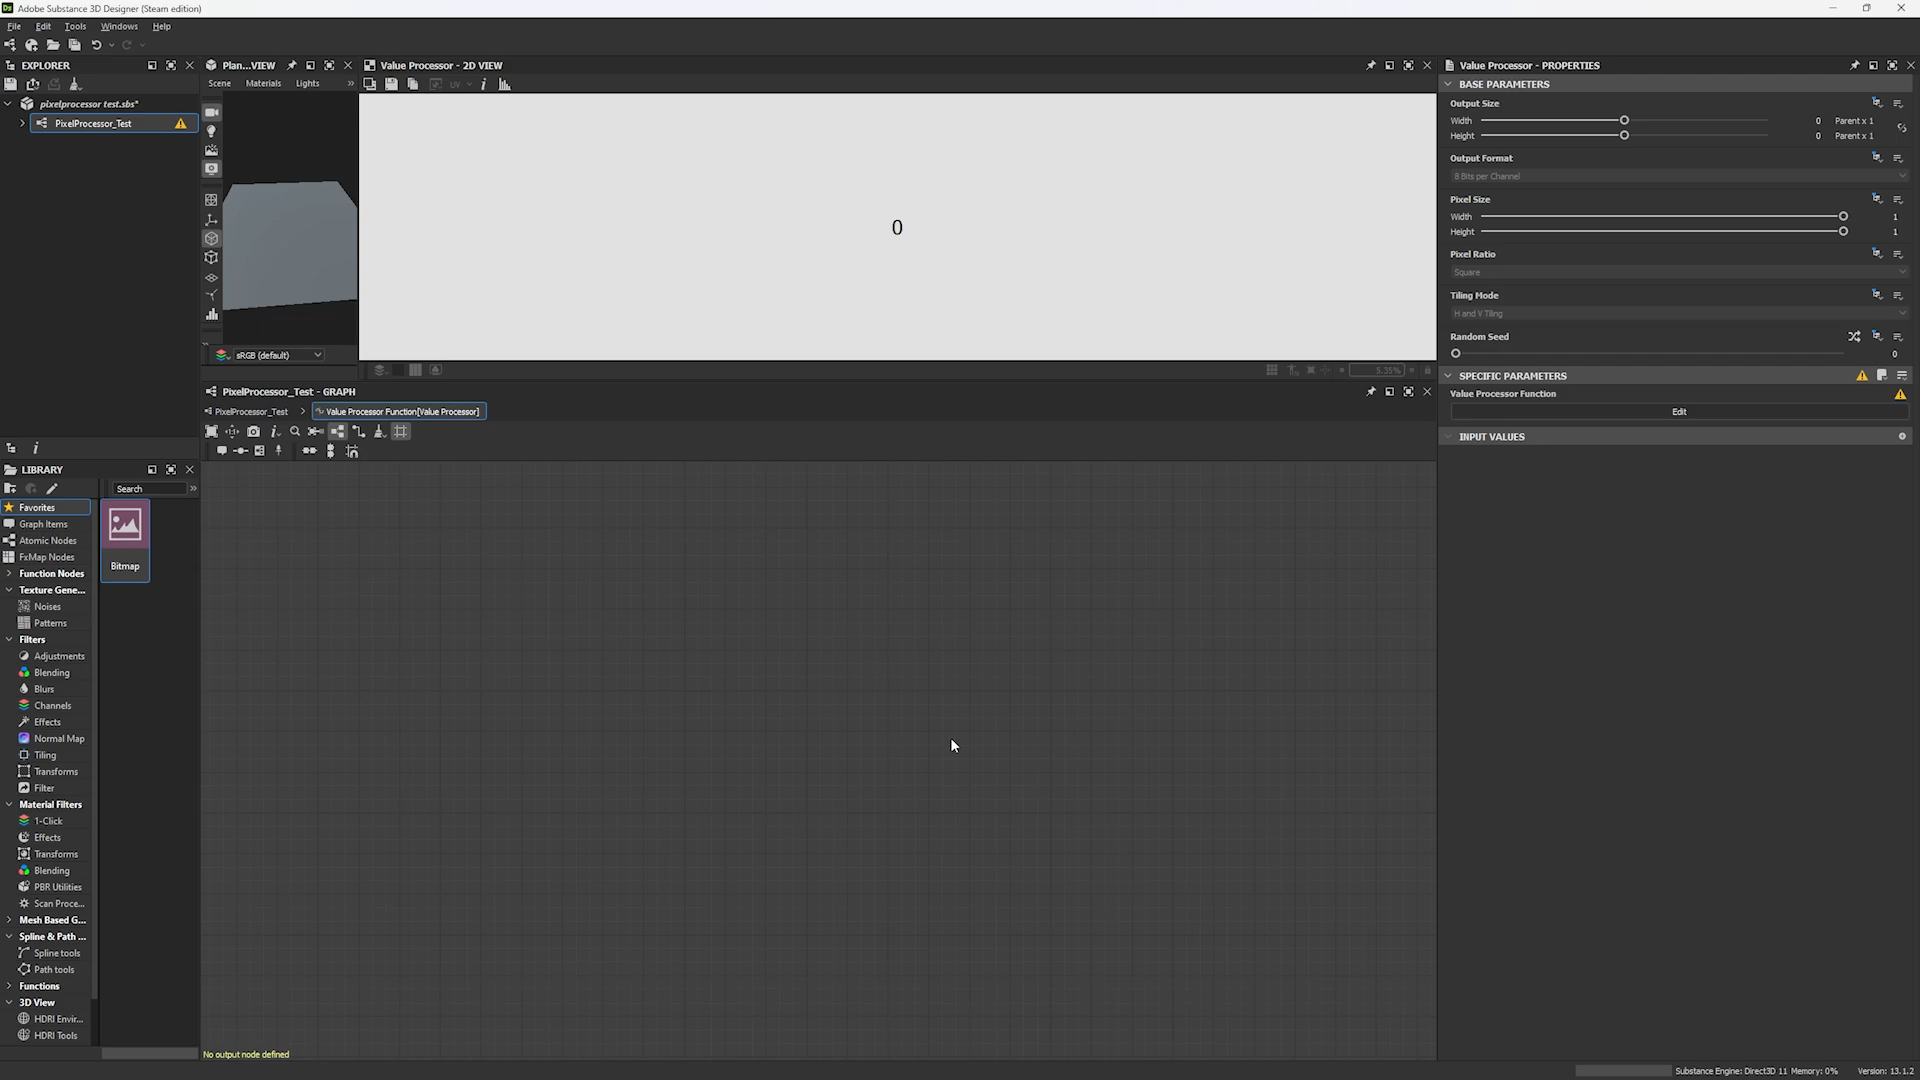 Adobe Substance 3D Designer (Steam edition)
File Edit Tools Windows Help
EXPLORER
pixelprocessor test.sbs*
PixelProcessor_Test
Plan...VIEW
Scene Materials Lights »
sRGB (default)
Value Processor - 2D VIEW
UV
0
5.35%
PixelProcessor_Test - GRAPH
PixelProcessor_Test > Value Processor Function[Value Processor]
No output node defined
LIBRARY
Search »
Favorites
Graph Items
Atomic Nodes
FxMap Nodes
Function Nodes
Texture Gene...
Noises
Patterns
Filters
Adjustments
Blending
Blurs
Channels
Effects
Normal Map
Tiling
Transforms
Filter
Material Filters
1-Click
Effects
Transforms
Blending
PBR Utilities
Scan Proce...
Mesh Based G...
Spline & Path ...
Spline tools
Path tools
Functions
3D View
HDRI Envir...
HDRI Tools
Bitmap
Value Processor - PROPERTIES
BASE PARAMETERS
Output Size
Width 0 Parent x 1
Height 0 Parent x 1
Output Format
8 Bits per Channel
Pixel Size
Width 1
Height 1
Pixel Ratio
Square
Tiling Mode
H and V Tiling
Random Seed
0
SPECIFIC PARAMETERS
Value Processor Function
Edit
INPUT VALUES
Substance Engine: Direct3D 11 Memory: 0% Version: 13.1.2